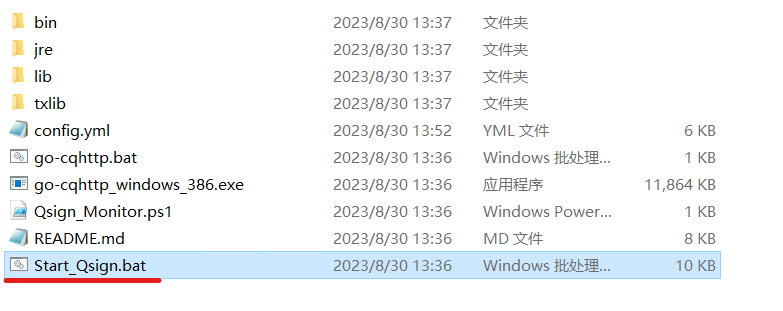 bin 2023/8/30 13:37 文件夹
jre 2023/8/30 13:37 文件夹
lib 2023/8/30 13:37 文件夹
txlib 2023/8/30 13:37 文件夹
config.yml 2023/8/30 13:52 YML 文件 6 KB
go-cqhttp.bat 2023/8/30 13:36 Windows 批处理... 1 KB
go-cqhttp_windows_386.exe 2023/8/30 13:36 应用程序 11,864 KB
Qsign_Monitor.ps1 2023/8/30 13:36 Windows Power... 1 KB
README.md 2023/8/30 13:36 MD 文件 8 KB
Start_Qsign.bat 2023/8/30 13:36 Windows 批处理... 10 KB